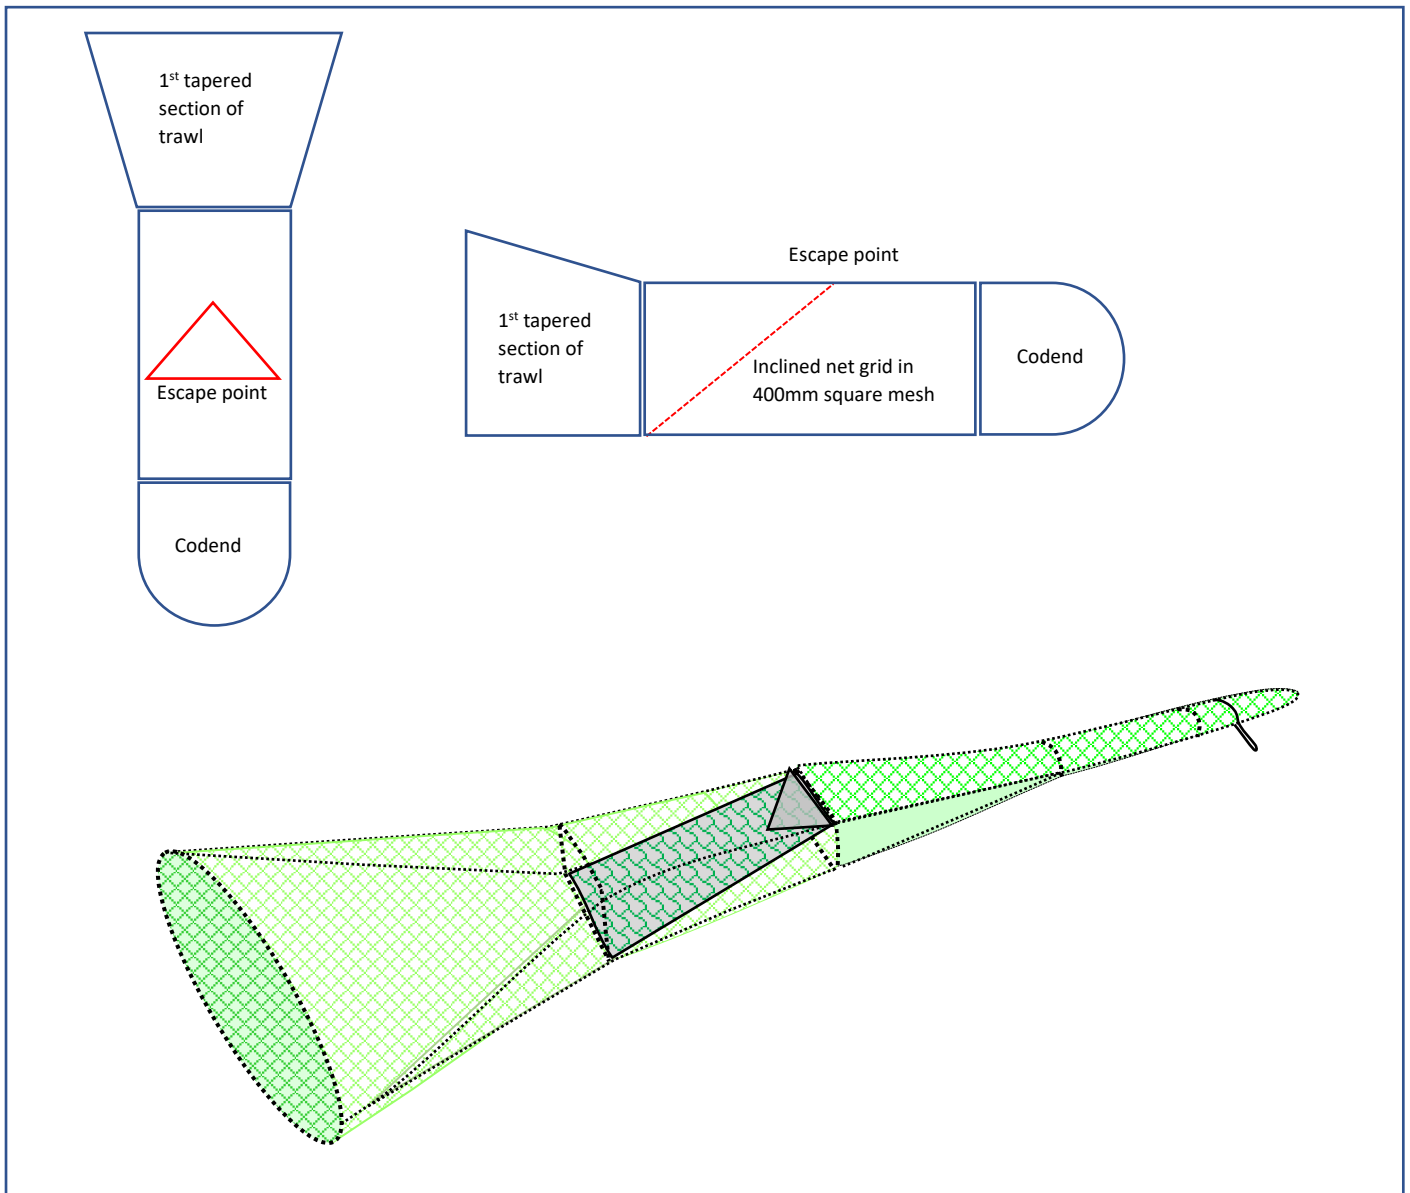 1st tapered
section of
trawl
Escape point
Codend
Escape point
1st tapered
section of
trawl
Inclined net grid in
400mm square mesh
Codend